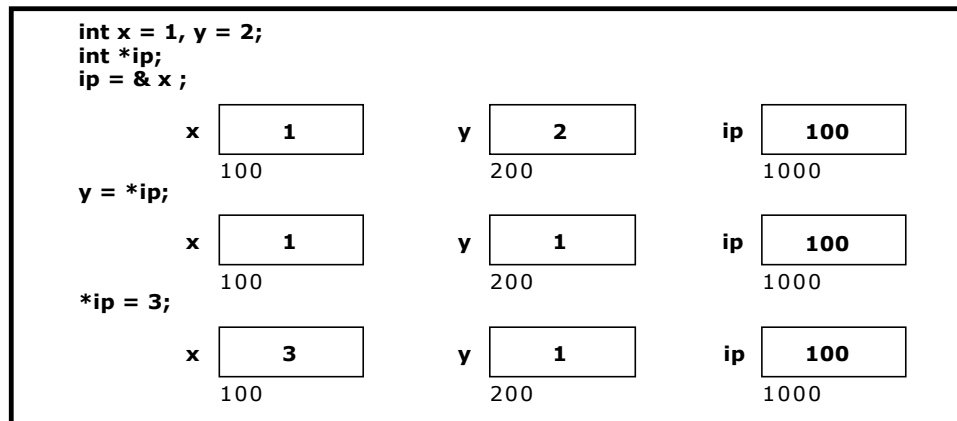 int x = 1, y = 2;
int *ip;
ip = & x ;
x 1 y 2 ip 100
100 200 1000
y = *ip;
x 1 y 1 ip 100
100 200 1000
*ip = 3;
x 3 y 1 ip 100
100 200 1000